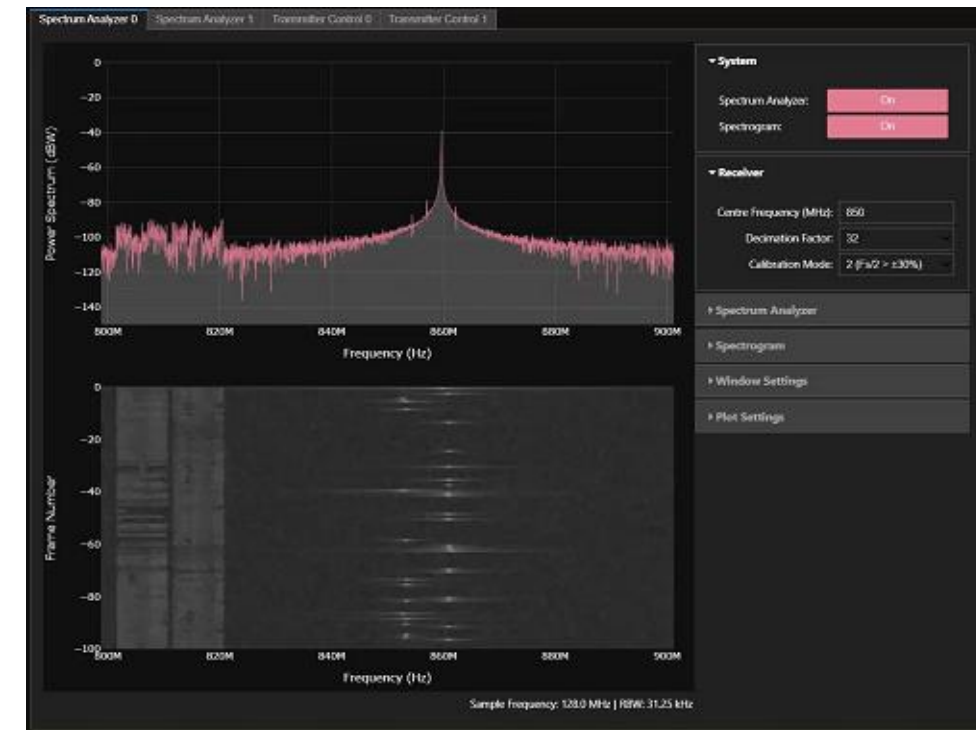 Spectrum Analyzer 0 Spectrum Analyzer 1 Transmitter Control 0 Transmitter Control 1
0
−20
−40
−60
−80
−100
−120
−140
Power Spectrum (dBW)
800M 820M 840M 860M 880M 900M
Frequency (Hz)
0
−20
−40
−60
−80
−100
Frame Number
800M 820M 840M 860M 880M 900M
Frequency (Hz)
Sample Frequency: 128.0 MHz | RBW: 31.25 kHz
System
Spectrum Analyzer: On
Spectrogram: On
Receiver
Centre Frequency (MHz): 850
Decimation Factor: 32
Calibration Mode: 2 (Fs/2 > ±30%)
Spectrum Analyzer
Spectrogram
Window Settings
Plot Settings